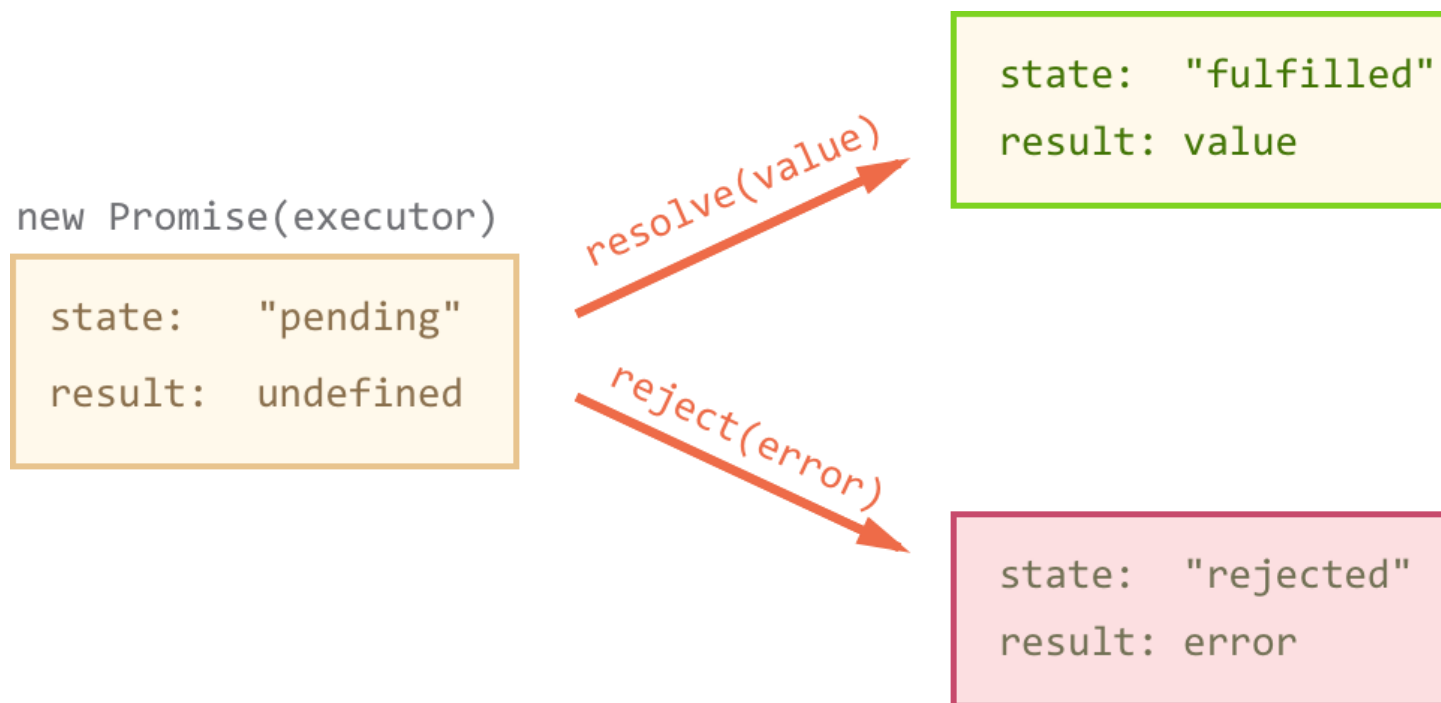 new Promise(executor)
state: "pending"
result: undefined
resolve(value)
reject(error)
state: "fulfilled"
result: value
state: "rejected"
result: error